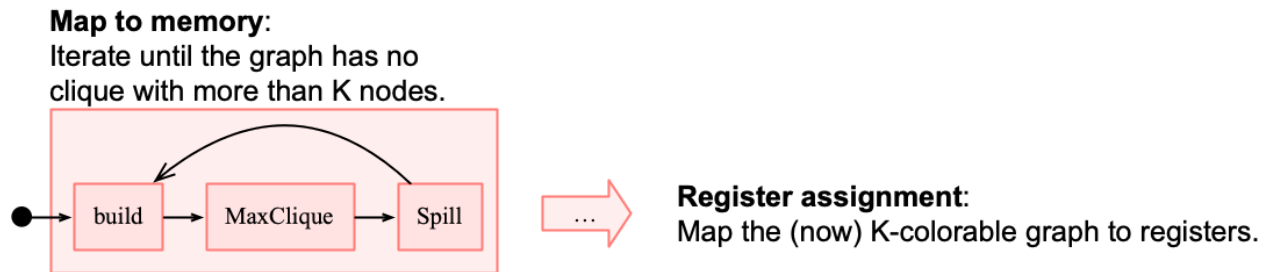 Map to memory:
Iterate until the graph has no
clique with more than K nodes.
build
MaxClique
Spill
...
Register assignment:
Map the (now) K-colorable graph to registers.